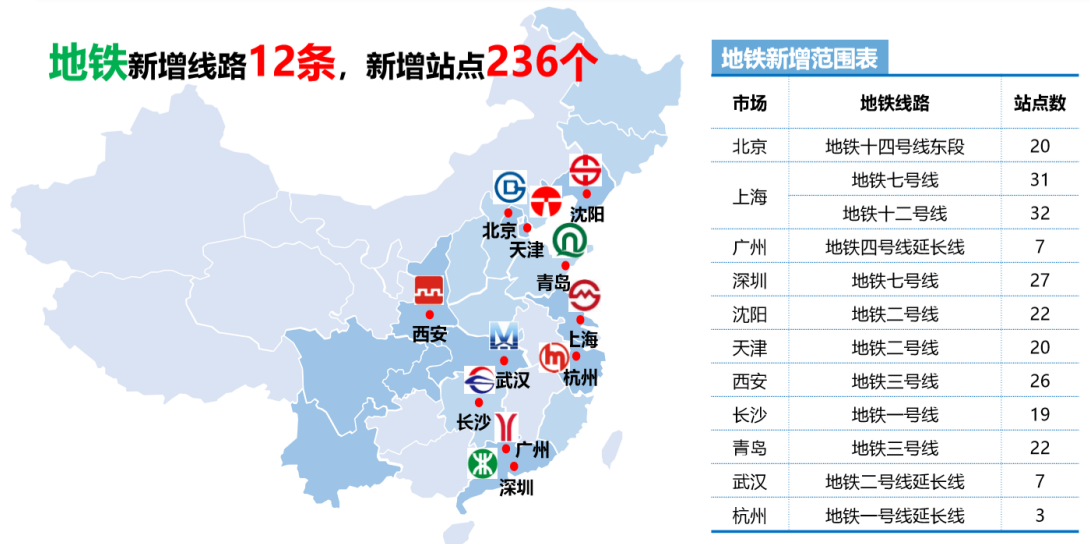 地铁新增线路12条，新增站点236个
北京
天津
沈阳
青岛
西安
上海
杭州
武汉
长沙
广州
深圳
地铁新增范围表
市场 地铁线路 站点数
北京 地铁十四号线东段 20
上海 地铁七号线 31
地铁十二号线 32
广州 地铁四号线延长线 7
深圳 地铁七号线 27
沈阳 地铁二号线 22
天津 地铁二号线 20
西安 地铁三号线 26
长沙 地铁一号线 19
青岛 地铁三号线 22
武汉 地铁二号线延长线 7
杭州 地铁一号线延长线 3